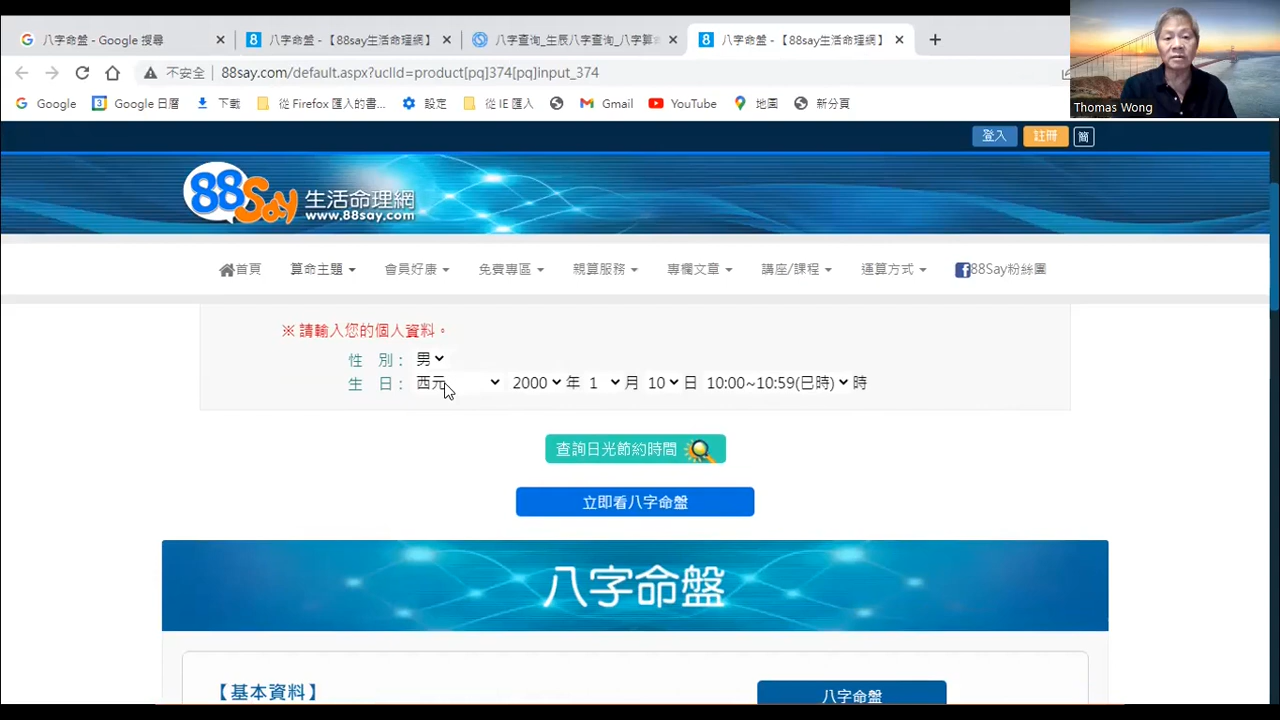 八字命盤 - Google 搜尋
八字命盤 - 【88say生活命理網】
八字查询_生辰八字查询_八字算
八字命盤 - 【88say生活命理網】
不安全 88say.com/default.aspx?uclId=product[pq]374[pq]Input_374
Google Google 日曆 下載 從 Firefox 匯入的書... 設定 從 IE 匯入 Gmail YouTube 地圖 新分頁
Thomas Wong
登入 註冊 簡
88Say 生活命理網
www.88say.com
首頁 算命主題 會員好康 免費專區 親算服務 專欄文章 講座/課程 運算方式 88Say粉絲團
※ 請輸入您的個人資料。
性 別： 男
生 日： 西元 2000 年 1 月 10 日 10:00~10:59(巳時) 時
查詢日光節約時間
立即看八字命盤
八字命盤
【基本資料】
八字命盤